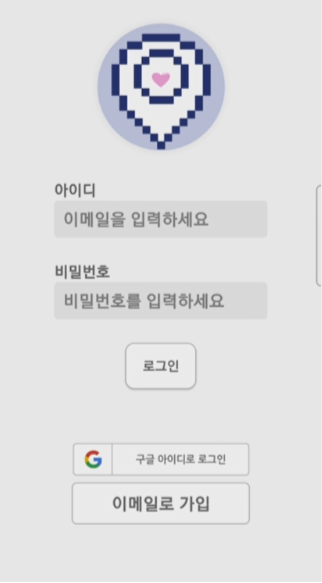 아이디
이메일을 입력하세요
비밀번호
비밀번호를 입력하세요
로그인
구글 아이디로 로그인
이메일로 가입